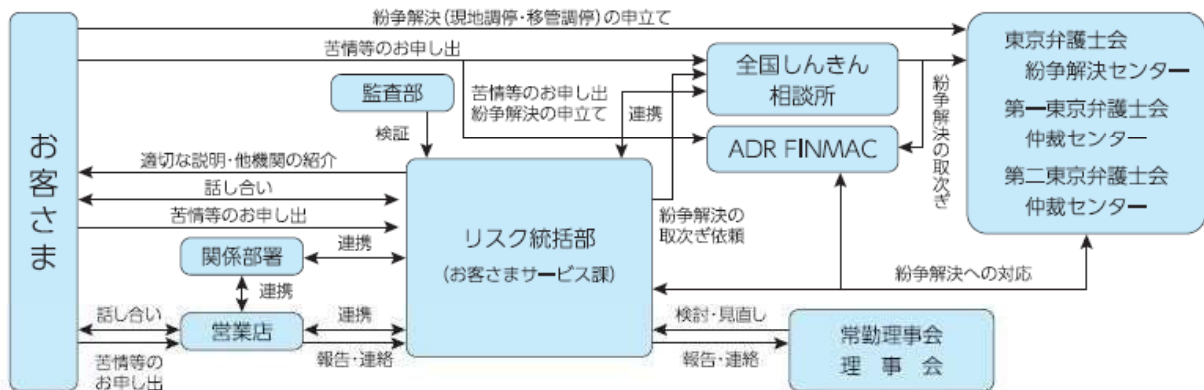 紛争解決（現地調停・移管調停）の申立て
苦情等のお申し出
お客さま
監査部
検証
苦情等のお申し出
紛争解決の申立て
連携
全国しんきん
相談所
ADR FINMAC
紛争解決の取次ぎ
東京弁護士会
紛争解決センター
第一東京弁護士会
仲裁センター
第二東京弁護士会
仲裁センター
適切な説明・他機関の紹介
話し合い
苦情等のお申し出
関係部署
連携
連携
リスク統括部
（お客さまサービス課）
紛争解決の
取次ぎ依頼
紛争解決への対応
話し合い
苦情等の
お申し出
営業店
連携
報告・連絡
検討・見直し
報告・連絡
常勤理事会
理事会